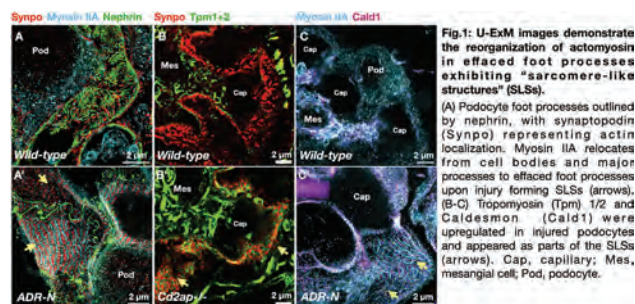 Synpo Myosin IIA Nephrin
Synpo Tpm1+2
Myosin IIA Cald1
A
Pod
Wild-type
2 µm
B
Mes
Cap
Cap
Wild-type
2 µm
C
Cap
Pod
Mes
Cap
Wild-type
2 µm
A'
Pod
ADR-N
2 µm
B'
Mes
Cap
Cd2ap-/-
2 µm
C'
Cap
ADR-N
2 µm
Fig.1: U-ExM images demonstrate
the reorganization of actomyosin
in effaced foot processes
exhibiting “sarcomere-like
structures” (SLSs).
(A) Podocyte foot processes outlined
by nephrin, with synaptopodin
(Synpo) representing actin
localization. Myosin IIA relocates
from cell bodies and major
processes to effaced foot processes
upon injury forming SLSs (arrows).
(B-C) Tropomyosin (Tpm) 1/2 and
Caldesmon (Cald1) were
upregulated in injured podocytes
and appeared as parts of the SLSs
(arrows). Cap, capillary; Mes,
mesangial cell; Pod, podocyte.